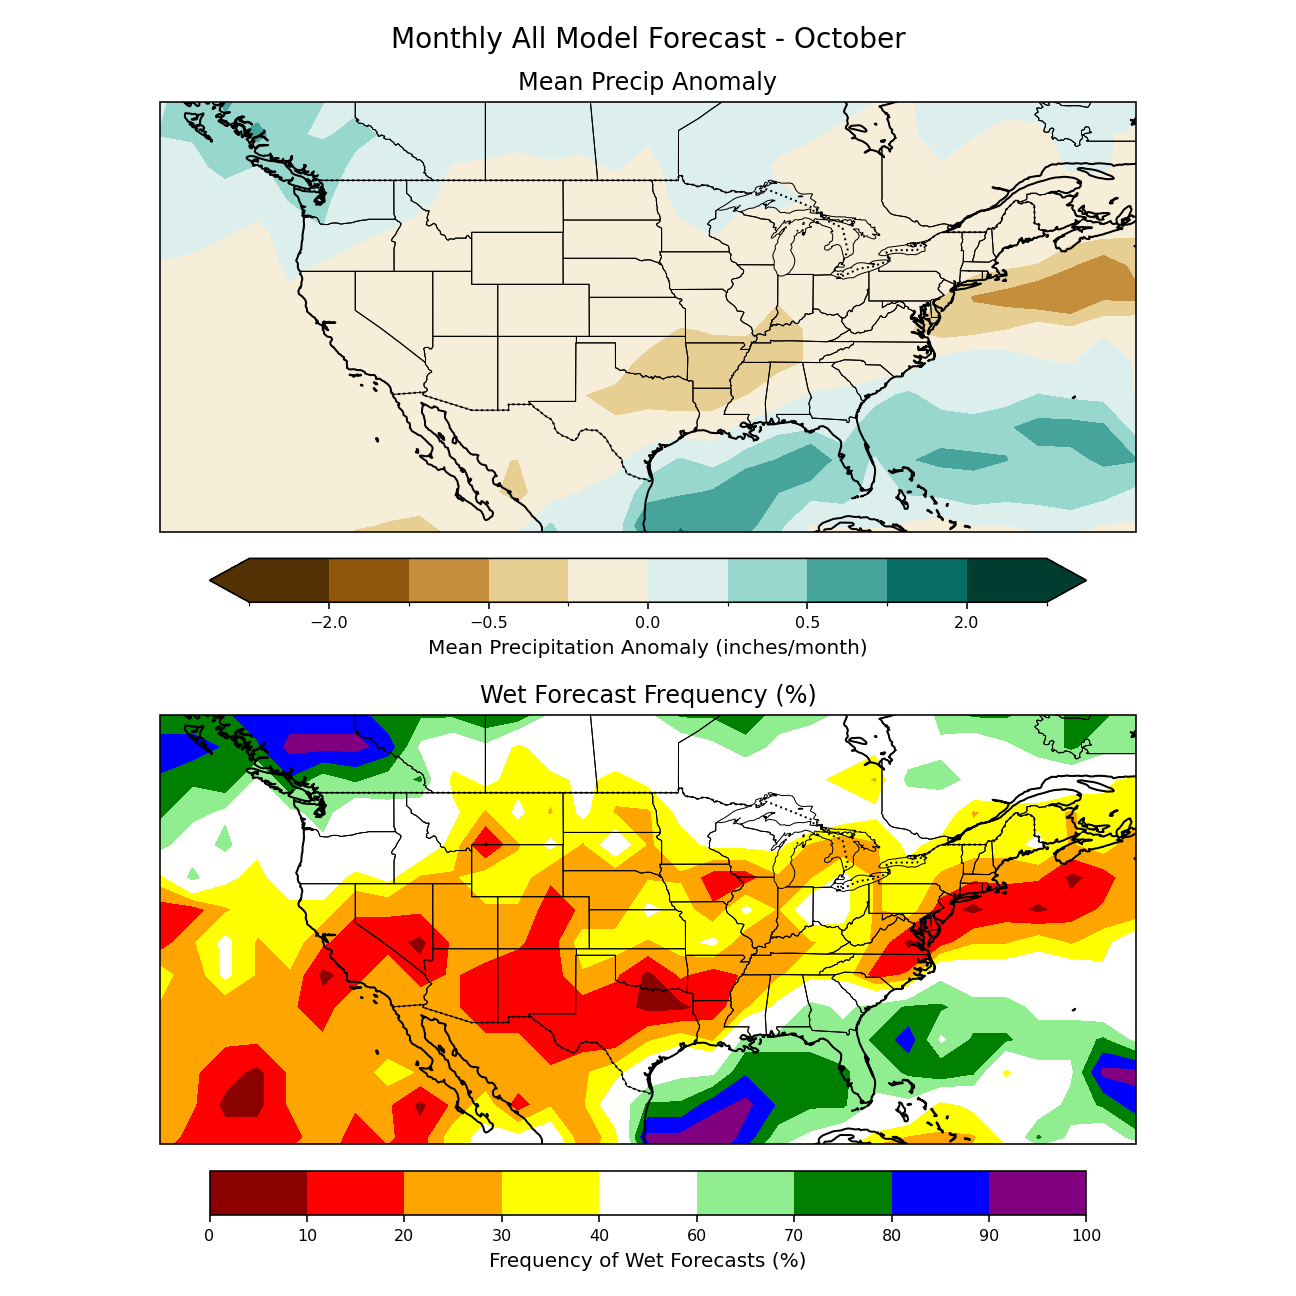 Monthly All Model Forecast - October
Mean Precip Anomaly
−2.0 −0.5 0.0 0.5 2.0
Mean Precipitation Anomaly (inches/month)
Wet Forecast Frequency (%)
0 10 20 30 40 60 70 80 90 100
Frequency of Wet Forecasts (%)